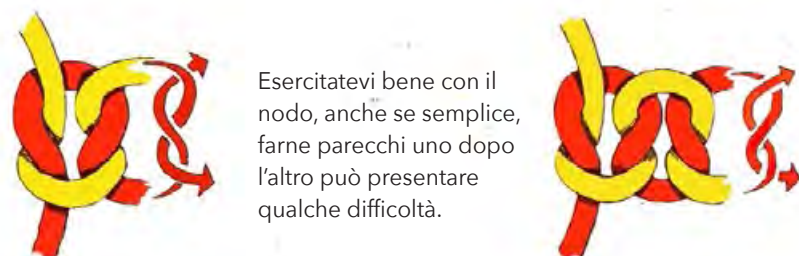 Esercitatevi bene con il
nodo, anche se semplice,
farne parecchi uno dopo
l'altro può presentare
qualche difficoltà.